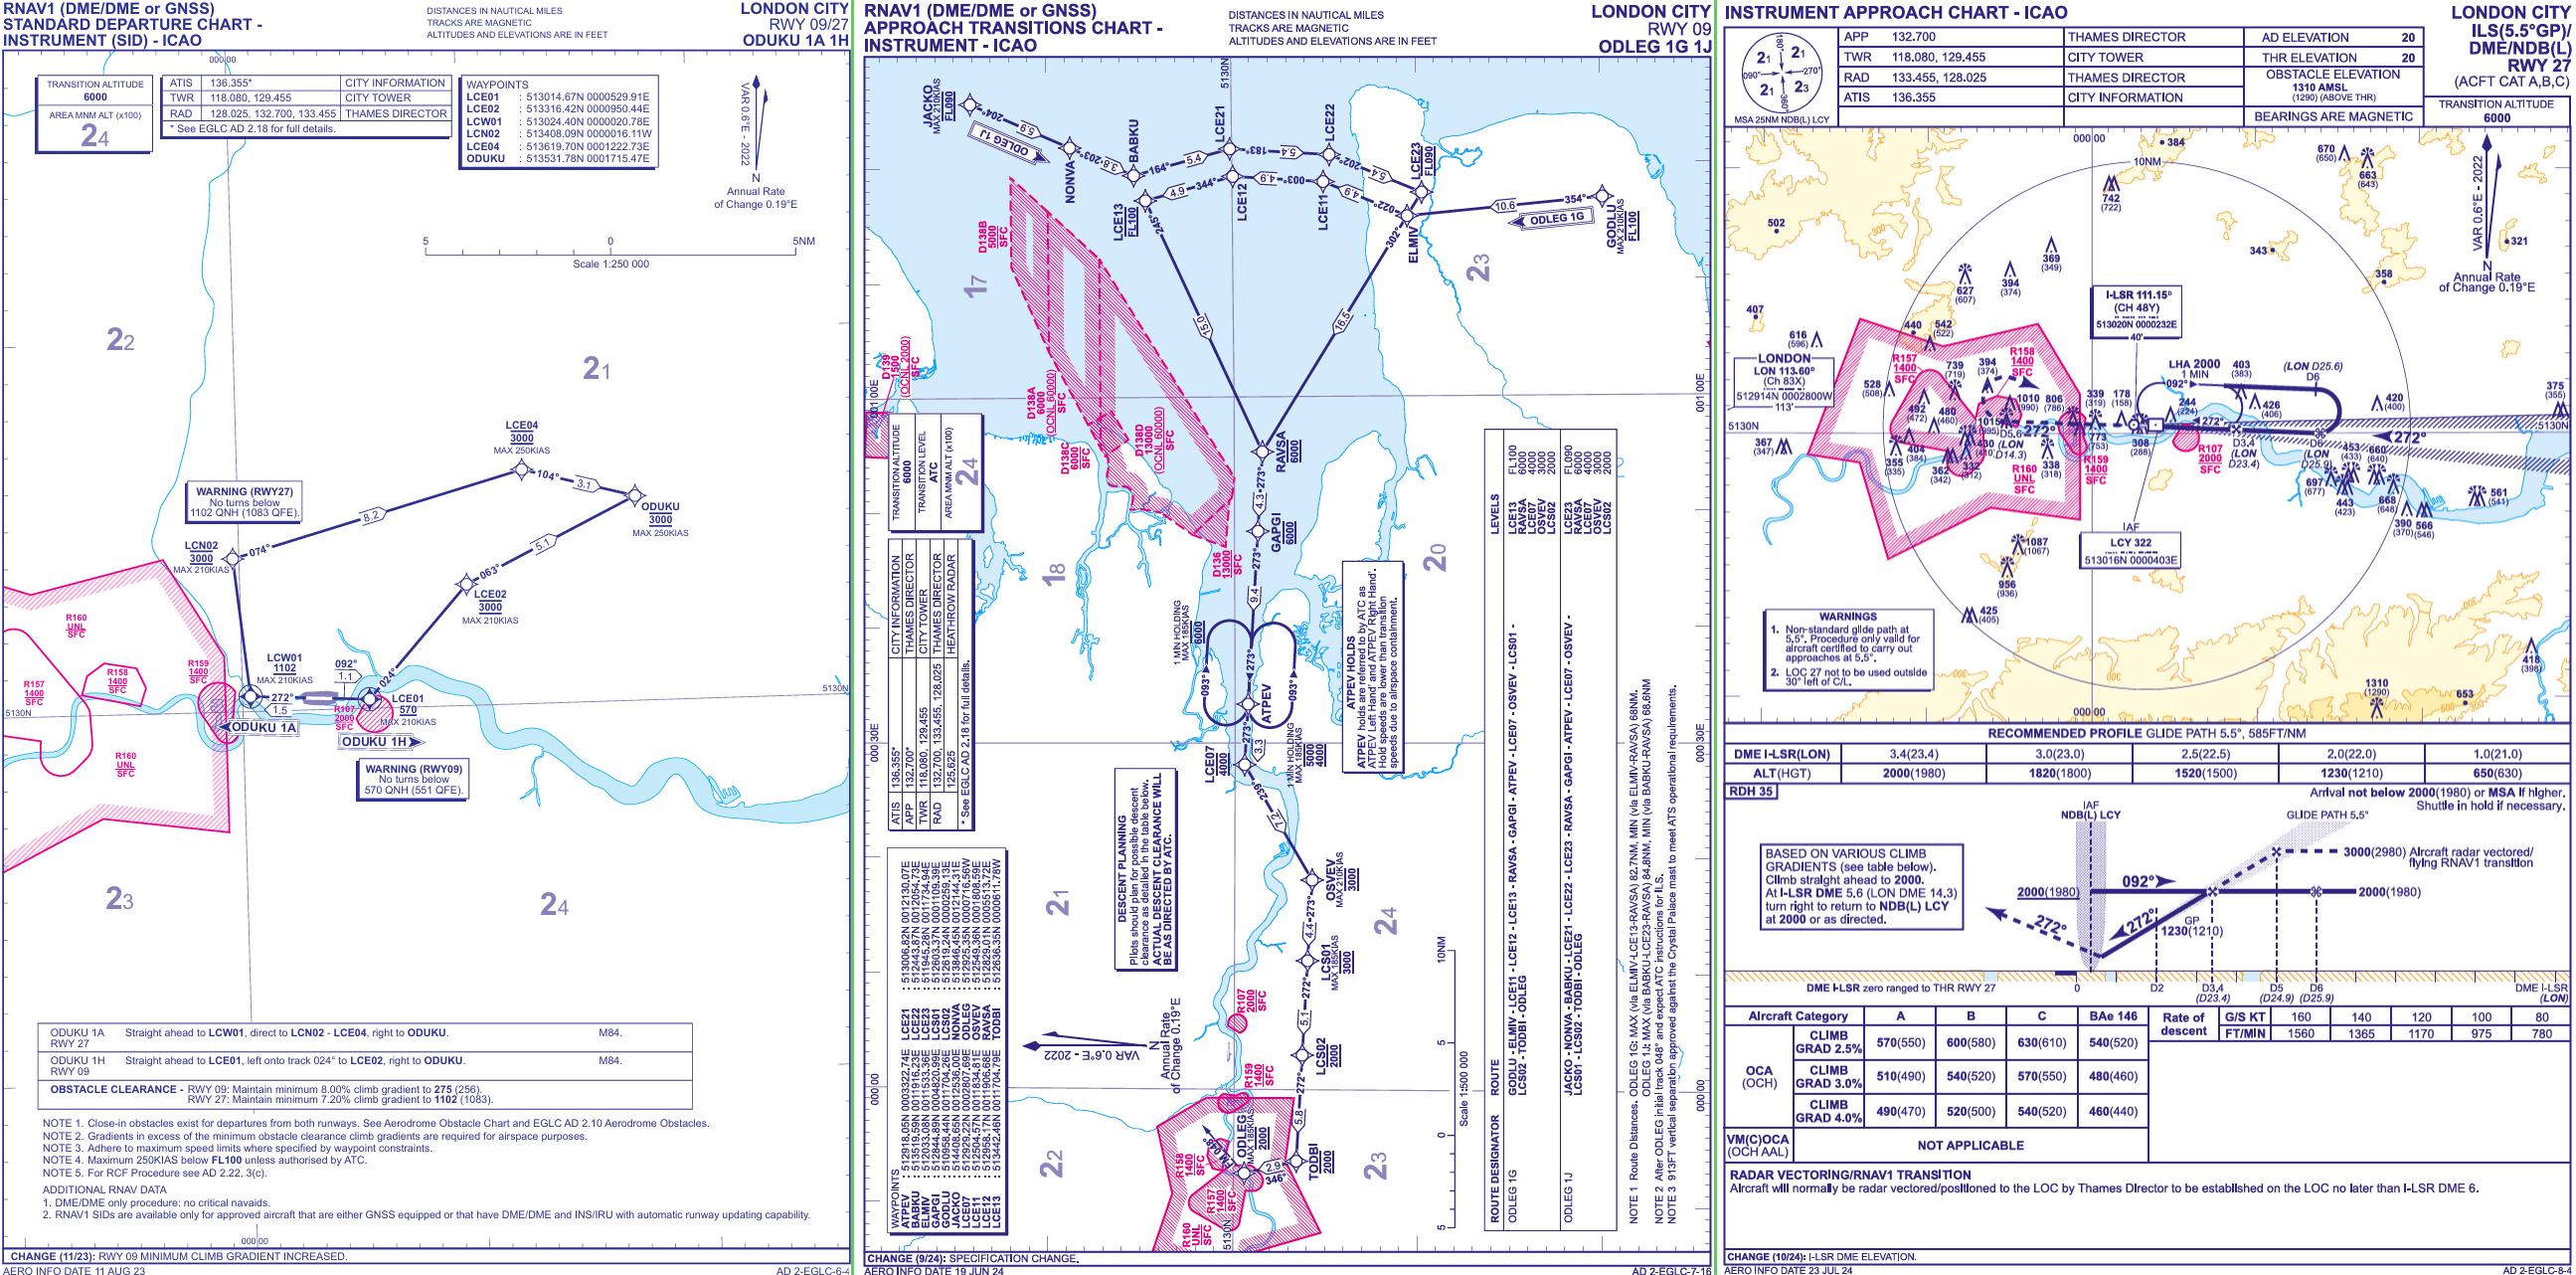 RNAV1 (DME/DME or GNSS)
STANDARD DEPARTURE CHART -
INSTRUMENT (SID) - ICAO
DISTANCES IN NAUTICAL MILES
TRACKS ARE MAGNETIC
ALTITUDES AND ELEVATIONS ARE IN FEET
LONDON CITY
RWY 09/27
ODUKU 1A 1H
000 00
TRANSITION ALTITUDE
6000
AREA MNM ALT (x100)
24
ATIS 136.355* CITY INFORMATION
TWR 118.080, 129.455 CITY TOWER
RAD 128.025, 132.700, 133.455 THAMES DIRECTOR
* See EGLC AD 2.18 for full details.
WAYPOINTS
LCE01 : 513014.67N 0000529.91E
LCE02 : 513316.42N 0000950.44E
LCW01 : 513024.40N 0000020.78E
LCN02 : 513408.09N 0000016.11W
LCE04 : 513619.70N 0001222.73E
ODUKU : 513531.78N 0001715.47E
VAR 0.6°E - 2022
N
Annual Rate
of Change 0.19°E
5 0 5NM
Scale 1:250 000
22
21
LCE04
3000
MAX 250KIAS
104°
3.1
WARNING (RWY27)
No turns below
1102 QNH (1083 QFE).
8.2
ODUKU
3000
MAX 250KIAS
5.1
LCN02
3000
MAX 210KIAS
074°
063°
LCE02
3000
MAX 210KIAS
R160
UNL
SFC
R159
1400
SFC
R158
1400
SFC
R157
1400
SFC
LCW01
1102
MAX 210KIAS
092°
1.1
024°
272°
1.5
LCE01
570
MAX 210KIAS
R107
2000
SFC
5130N
5130N
ODUKU 1A
ODUKU 1H
R160
UNL
SFC
WARNING (RWY09)
No turns below
570 QNH (551 QFE).
23
24
ODUKU 1A Straight ahead to LCW01, direct to LCN02 - LCE04, right to ODUKU. M84.
RWY 27
ODUKU 1H Straight ahead to LCE01, left onto track 024° to LCE02, right to ODUKU. M84.
RWY 09
OBSTACLE CLEARANCE - RWY 09: Maintain minimum 8.00% climb gradient to 275 (256).
RWY 27: Maintain minimum 7.20% climb gradient to 1102 (1083).
NOTE 1. Close-in obstacles exist for departures from both runways. See Aerodrome Obstacle Chart and EGLC AD 2.10 Aerodrome Obstacles.
NOTE 2. Gradients in excess of the minimum obstacle clearance climb gradients are required for airspace purposes.
NOTE 3. Adhere to maximum speed limits where specified by waypoint constraints.
NOTE 4. Maximum 250KIAS below FL100 unless authorised by ATC.
NOTE 5. For RCF Procedure see AD 2.22, 3(c).
ADDITIONAL RNAV DATA
1. DME/DME only procedure: no critical navaids.
2. RNAV1 SIDs are available only for approved aircraft that are either GNSS equipped or that have DME/DME and INS/IRU with automatic runway updating capability.
000 00
CHANGE (11/23): RWY 09 MINIMUM CLIMB GRADIENT INCREASED.
AERO INFO DATE 11 AUG 23
AD 2-EGLC-6-4
RNAV1 (DME/DME or GNSS)
APPROACH TRANSITIONS CHART -
INSTRUMENT - ICAO
DISTANCES IN NAUTICAL MILES
TRACKS ARE MAGNETIC
ALTITUDES AND ELEVATIONS ARE IN FEET
LONDON CITY
RWY 09
ODLEG 1G 1J
5130N
JACKO
MAX 210KIAS
FL090
204°
5.9
ODLEG 1J
NONVA
203°
3.8
BABKU
164°
5.4
LCE21
183°
5.4
LCE22
202°
5.4
LCE23
FL090
LCE13
FL100
4.9
344°
LCE12
4.9
003°
LCE11
4.9
022°
ELMIV
302°
10.6
354°
ODLEG 1G
GODLU
MAX 210KIAS
FL100
245°
15.0
16.5
D138B
5000
SFC
17
23
D139
1500
(OCNL 2000)
SFC
D138A
6000
(OCNL 60000)
SFC
D138C
6000
SFC
D138D
13000
(OCNL 60000)
SFC
D136
13000
SFC
001 00E
001 00E
TRANSITION ALTITUDE
6000
TRANSITION LEVEL
ATC
AREA MNM ALT (x100)
24
RAVSA
6000
273°
4.3
GAPGI
6000
273°
9.4
18
20
1 MIN HOLDING
MAX 185KIAS
6000
093°
273°
093°
ATPEV
273°
3.3
1 MIN HOLDING
MAX 185KIAS
5000
4000
LCE07
4000
239°
7.2
ATPEV HOLDS
ATPEV holds are referred to by ATC as
'ATPEV Left Hand' and 'ATPEV Right Hand'.
Hold speeds are lower than transition
speeds due to airspace containment.
000 30E
000 30E
ATIS 136.355* CITY INFORMATION
APP 132.700* THAMES DIRECTOR
TWR 118.080, 129.455 CITY TOWER
RAD 132.700, 133.455, 128.025 THAMES DIRECTOR
125.625 HEATHROW RADAR
* See EGLC AD 2.18 for full details.
DESCENT PLANNING
Pilots should plan for possible descent
clearance as detailed in the table below.
ACTUAL DESCENT CLEARANCE WILL
BE AS DIRECTED BY ATC.
OSVEV
MAX 210KIAS
3000
273°
4.4
LCS01
MAX 185KIAS
3000
272°
5.1
LCS02
2000
272°
5.8
TODBI
2000
346°
2.9
ODLEG
MAX 185KIAS
2000
FM 048°
21
24
22
23
R107
2000
SFC
R159
1400
SFC
R158
1400
SFC
R157
1400
SFC
R160
UNL
SFC
VAR 0.6°E - 2022
N
Annual Rate
of Change 0.19°E
000 00
000 00
5130N
WAYPOINTS
ATPEV : 512918.05N 0003322.74E
BABKU : 513519.59N 0011916.23E
ELMIV : 512033.08N 0011533.36E
GAPGI : 512844.89N 0004820.99E
GODLU : 510958.44N 0011704.26E
JACKO : 514408.65N 0012536.00E
LCE07
LCE11
LCE12
LCE13
LCE21
LCE22
LCE23
LCS01
LCS02
NONVA
ODLEG
OSVEV
RAVSA
TODBI
10NM
5
0
5
Scale 1:500 000
ROUTE DESIGNATOR ROUTE LEVELS
ODLEG 1G GODLU - ELMIV - LCE11 - LCE12 - LCE13 - RAVSA - GAPGI - ATPEV - LCE07 - OSVEV - LCS01 -
LCS02 - TODBI - ODLEG
LCE13 FL100
RAVSA 6000
LCE07 4000
OSVEV 3000
LCS02 2000
ODLEG 1J JACKO - NONVA - BABKU - LCE21 - LCE22 - LCE23 - RAVSA - GAPGI - ATPEV - LCE07 - OSVEV -
LCS01 - LCS02 - TODBI - ODLEG
LCE23 FL090
RAVSA 6000
LCE07 4000
OSVEV 3000
LCS02 2000
NOTE 1 Route Distances. ODLEG 1G: MAX (via ELMIV-LCE13-RAVSA) 82.7NM, MIN (via ELMIV-RAVSA) 68NM.
ODLEG 1J: MAX (via BABKU-LCE23-RAVSA) 84.8NM, MIN (via BABKU-RAVSA) 68.6NM
NOTE 2 After ODLEG initial track 048° and expect ATC instructions for ILS.
NOTE 3 913FT vertical separation approved against the Crystal Palace mast to meet ATS operational requirements.
CHANGE (9/24): SPECIFICATION CHANGE.
AERO INFO DATE 19 JUN 24
AD 2-EGLC-7-16
INSTRUMENT APPROACH CHART - ICAO
LONDON CITY
ILS(5.5°GP)/
DME/NDB(L)
RWY 27
(ACFT CAT A,B,C)
180°
21 21
090° 270°
21 23
360°
MSA 25NM NDB(L) LCY
APP 132.700 THAMES DIRECTOR
TWR 118.080, 129.455 CITY TOWER
RAD 133.455, 128.025 THAMES DIRECTOR
ATIS 136.355 CITY INFORMATION
AD ELEVATION 20
THR ELEVATION 20
OBSTACLE ELEVATION
1310 AMSL
(1290) (ABOVE THR)
BEARINGS ARE MAGNETIC
TRANSITION ALTITUDE
6000
000 00
10NM
384
670
(650)
663
(643)
742
(722)
502
VAR 0.6°E - 2022
N
Annual Rate
of Change 0.19°E
321
343
358
369
(349)
394
(374)
627
(607)
407
616
(596)
440
542
(522)
I-LSR 111.15°
(CH 48Y)
513020N 0000232E
40'
LONDON
LON 113.60°
(Ch 83X)
512914N 0002800W
113'
R157
1400
SFC
R158
1400
SFC
739
(719)
394
(374)
528
(508)
492
(472)
480
(460)
1010
(990)
806
(786)
339
(319)
178
(158)
LHA 2000
1 MIN
092°
403
(383)
(LON D25.6)
D6
244
(224)
426
(406)
420
(400)
375
(355)
5130N
5130N
367
(347)
272°
D5.6
(LON
D14.3)
272°
272°
355
(335)
404
(384)
362
(342)
332
(312)
338
(318)
773
(753)
308
(288)
R159
1400
SFC
R160
UNL
SFC
R107
2000
SFC
D3.4
(LON
D23.4)
D6
(LON
D25.9)
453
(433)
660
(640)
697
(677)
443
(423)
668
(648)
390
(370)
566
(546)
561
(541)
IAF
LCY 322
513016N 0000403E
1087
(1067)
956
(936)
425
(405)
418
(398)
1310
(1290)
653
WARNINGS
1. Non-standard glide path at
5.5°. Procedure only valid for
aircraft certified to carry out
approaches at 5.5°.
2. LOC 27 not to be used outside
30° left of C/L.
000 00
RECOMMENDED PROFILE GLIDE PATH 5.5°, 585FT/NM
DME I-LSR(LON) 3.4(23.4) 3.0(23.0) 2.5(22.5) 2.0(22.0) 1.0(21.0)
ALT(HGT) 2000(1980) 1820(1800) 1520(1500) 1230(1210) 650(630)
RDH 35
Arrival not below 2000(1980) or MSA if higher.
Shuttle in hold if necessary.
IAF
NDB(L) LCY
GLIDE PATH 5.5°
BASED ON VARIOUS CLIMB
GRADIENTS (see table below).
Climb straight ahead to 2000.
At I-LSR DME 5.6 (LON DME 14.3)
turn right to return to NDB(L) LCY
at 2000 or as directed.
3000(2980) Aircraft radar vectored/
flying RNAV1 transition
2000(1980)
092°
2000(1980)
272°
272°
GP
1230(1210)
DME I-LSR zero ranged to THR RWY 27
0 D2 D3.4 D5 D6 DME I-LSR
(D23.4) (D24.9) (D25.9) (LON)
Aircraft Category A B C BAe 146
OCA
(OCH)
CLIMB
GRAD 2.5% 570(550) 600(580) 630(610) 540(520)
CLIMB
GRAD 3.0% 510(490) 540(520) 570(550) 480(460)
CLIMB
GRAD 4.0% 490(470) 520(500) 540(520) 460(440)
VM(C)OCA
(OCH AAL) NOT APPLICABLE
Rate of
descent
G/S KT 160 140 120 100 80
FT/MIN 1560 1365 1170 975 780
RADAR VECTORING/RNAV1 TRANSITION
Aircraft will normally be radar vectored/positioned to the LOC by Thames Director to be established on the LOC no later than I-LSR DME 6.
CHANGE (10/24): I-LSR DME ELEVATION.
AERO INFO DATE 23 JUL 24
AD 2-EGLC-8-4